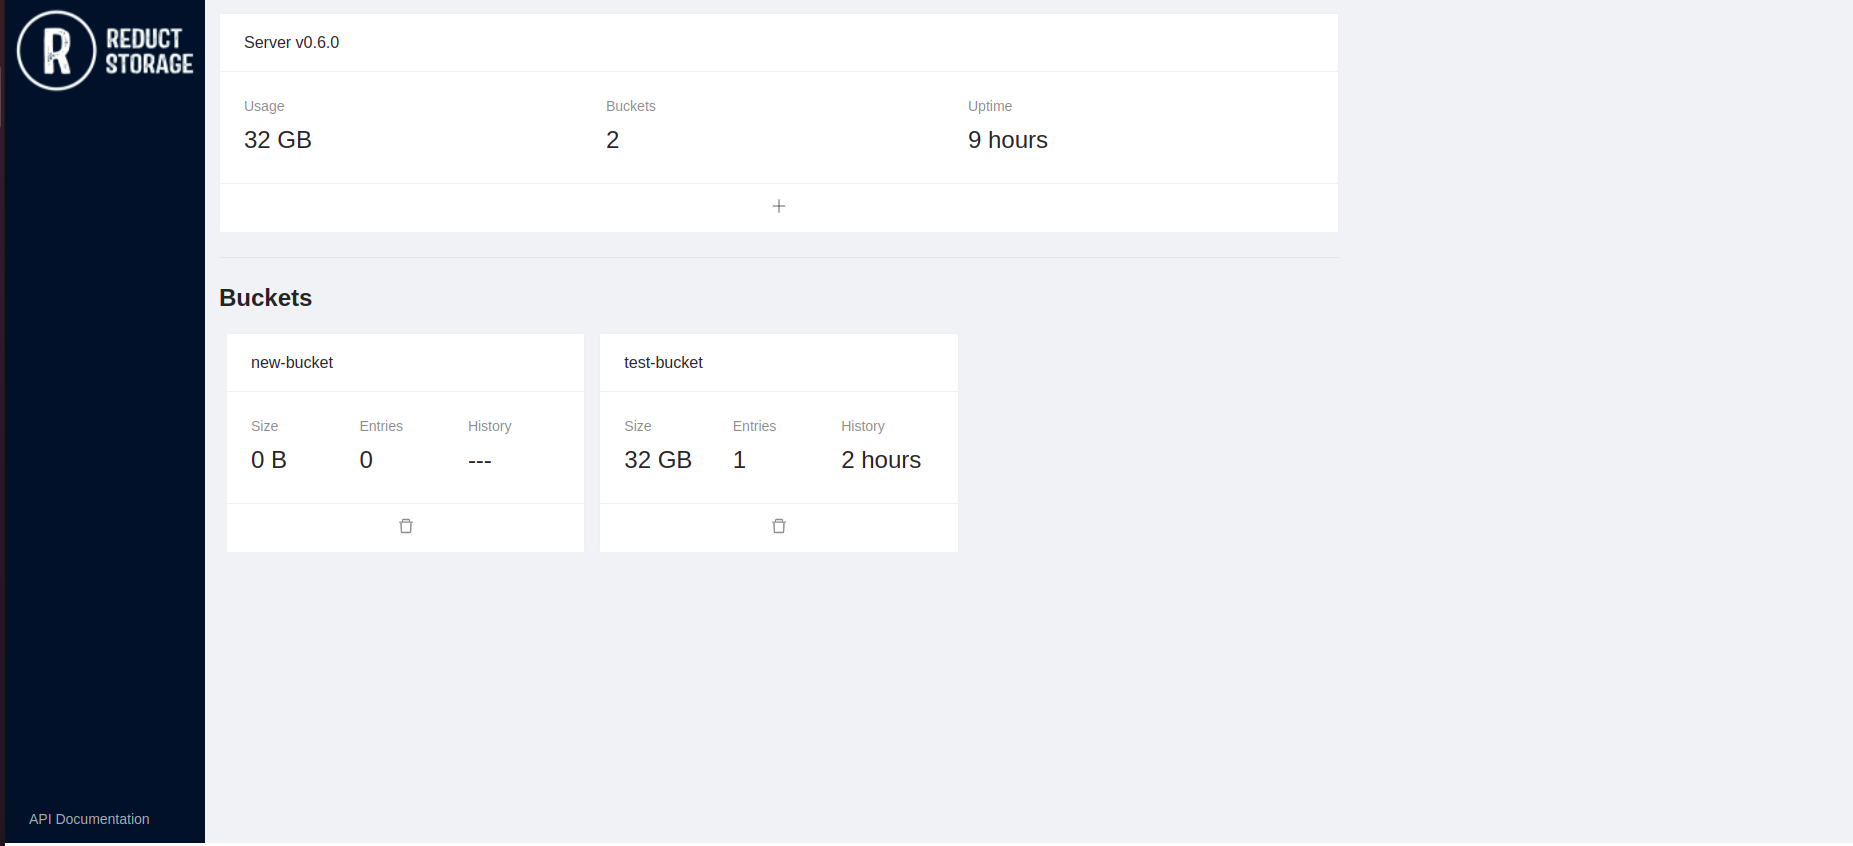 REDUCT
STORAGE
Server v0.6.0
Usage
Buckets
Uptime
32 GB
2
9 hours
Buckets
new-bucket
test-bucket
Size
Entries
History
Size
Entries
History
0 B
0
---
32 GB
1
2 hours
API Documentation